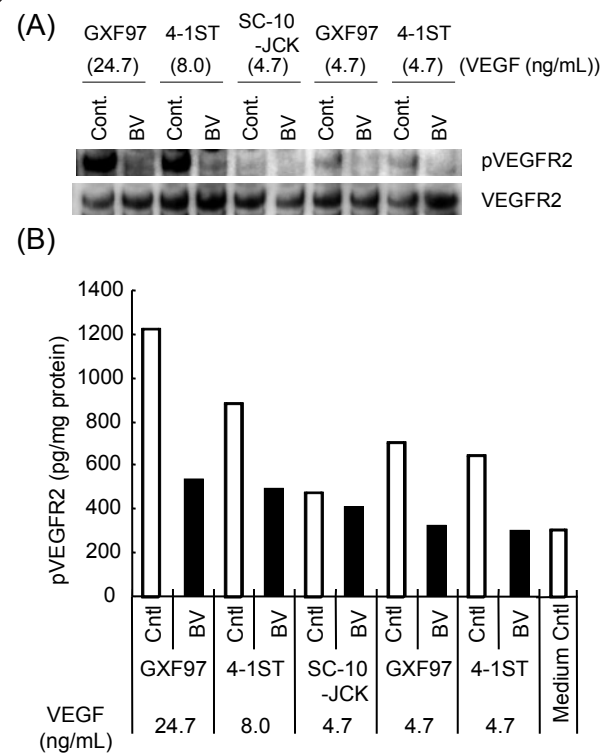 (A)
GXF97 4-1ST SC-10 -JCK GXF97 4-1ST
(24.7) (8.0) (4.7) (4.7) (4.7) (VEGF (ng/mL))
Cont. BV Cont. BV Cont. BV Cont. BV Cont. BV
pVEGFR2
VEGFR2
(B)
pVEGFR2 (pg/mg protein)
1400
1200
1000
800
600
400
200
0
Cntl BV Cntl BV Cntl BV Cntl BV Cntl BV Medium Cntl
GXF97 4-1ST SC-10 -JCK GXF97 4-1ST
VEGF (ng/mL) 24.7 8.0 4.7 4.7 4.7